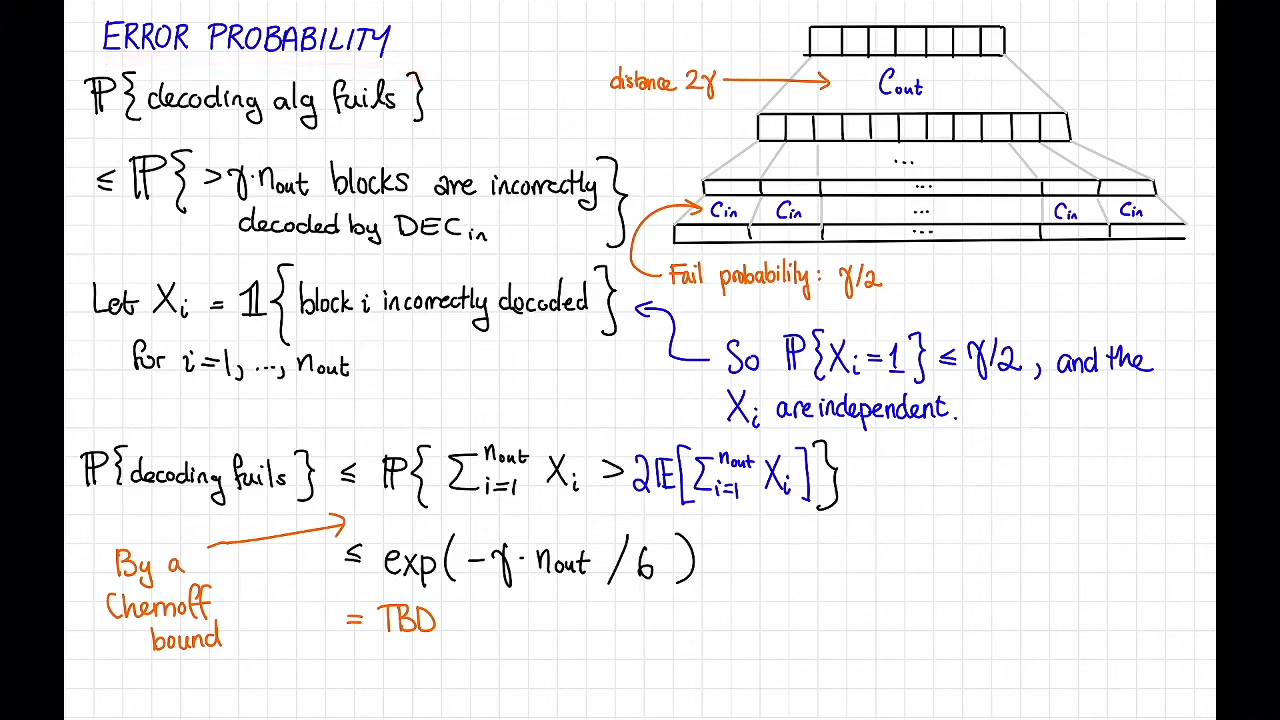 ERROR PROBABILITY
ℙ{decoding alg fails}
≤ ℙ{ >γ·n_out blocks are incorrectly
decoded by DEC_in }
Let X_i = 𝟙{block i incorrectly decoded}
for i=1, ..., n_out
distance 2γ
C_out
...
...
C_in C_in ... C_in C_in
...
Fail probability: γ/2
So ℙ{X_i = 1} ≤ γ/2, and the
X_i are independent.
ℙ{decoding fails} ≤ ℙ{ ∑_{i=1}^{n_out} X_i > 2𝔼[∑_{i=1}^{n_out} X_i] }
≤ exp(-γ·n_out / 6)
= TBD
By a
Chernoff
bound